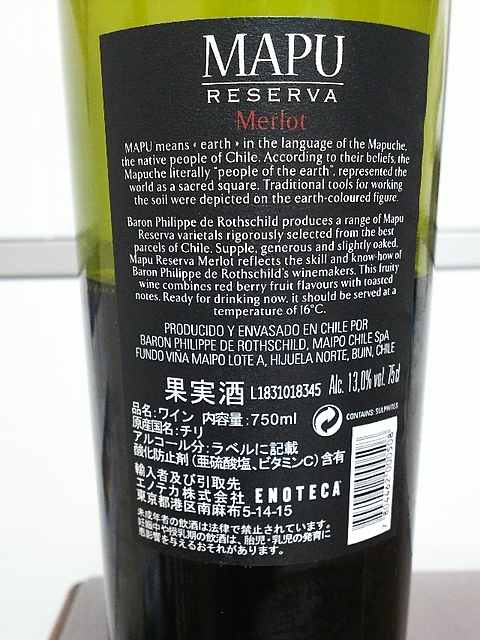 MAPU
RESERVA
Merlot
MAPU means ‹ earth › in the language of the Mapuche,
the native people of Chile. According to their beliefs, the
Mapuche literally "people of the earth", represented the
world as a sacred square. Traditional tools for working
the soil were depicted on the earth-coloured figure.
Baron Philippe de Rothschild produces a range of Mapu
Reserva varietals rigorously selected from the best
parcels of Chile. Supple, generous and slightly oaked,
Mapu Reserva Merlot reflects the skill and know-how of
Baron Philippe de Rothschild's winemakers. This fruity
wine combines red berry fruit flavours with toasted
notes. Ready for drinking now, it should be served at a
temperature of 16°C.
PRODUCIDO Y ENVASADO EN CHILE POR
BARON PHILIPPE DE ROTHSCHILD, MAIPO CHILE SpA
FUNDO VIÑA MAIPO LOTE A, HIJUELA NORTE, BUIN, CHILE
果実酒 L1831018345 Alc. 13,0% vol. 75cl
品名:ワイン 内容量:750ml
CONTAINS: SULPHITES
原産国名:チリ
アルコール分:ラベルに記載
酸化防止剤(亜硫酸塩、ビタミンC)含有
輸入者及び引取先
エノテカ株式会社 ENOTECA
東京都港区南麻布5-14-15
未成年者の飲酒は法律で禁止されています。
妊娠中や授乳期の飲酒は、胎児・乳児の発育に
悪影響を与えるおそれがあります。